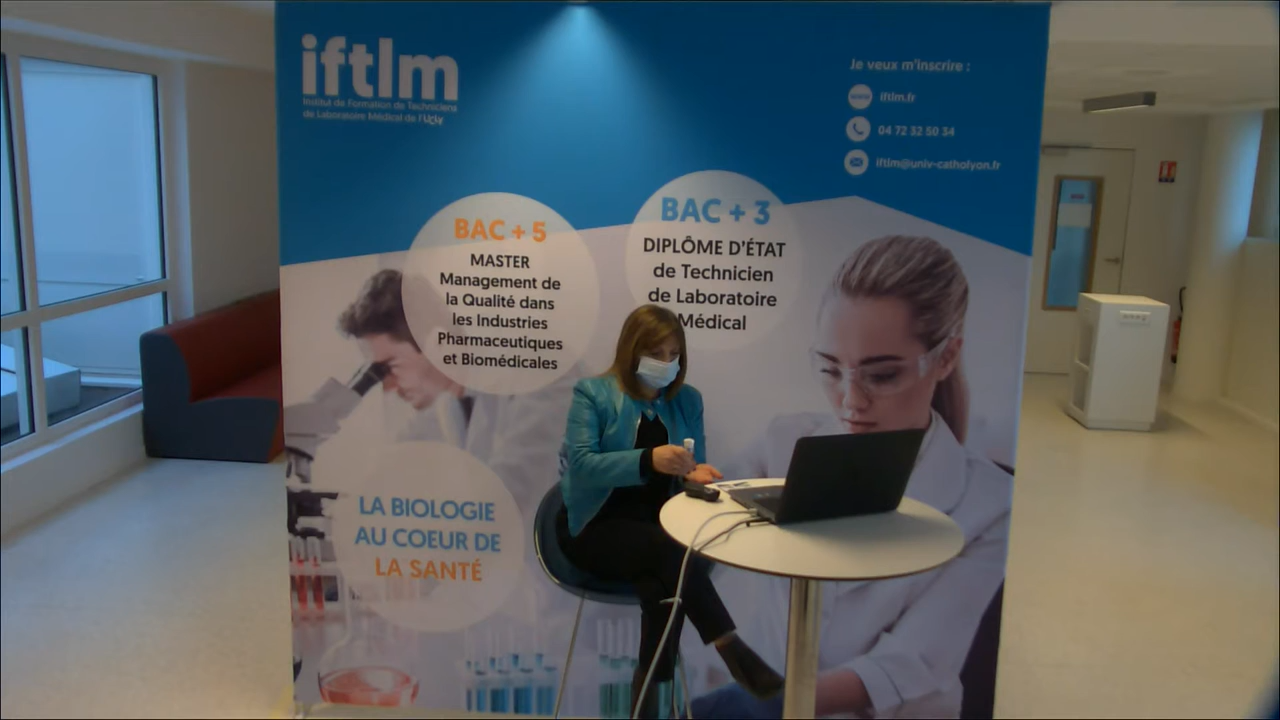 iftlm
Institut de Formation de Techniciens
de Laboratoire Médical de l'Ucly
Je veux m'inscrire :
www
iftlm.fr
04 72 32 50 34
iftlm@univ-catholyon.fr
BAC + 5
MASTER
Management de
la Qualité dans
les Industries
Pharmaceutiques
et Biomédicales
BAC + 3
DIPLÔME D'ÉTAT
de Technicien
de Laboratoire
Médical
LA BIOLOGIE
AU COEUR DE
LA SANTÉ